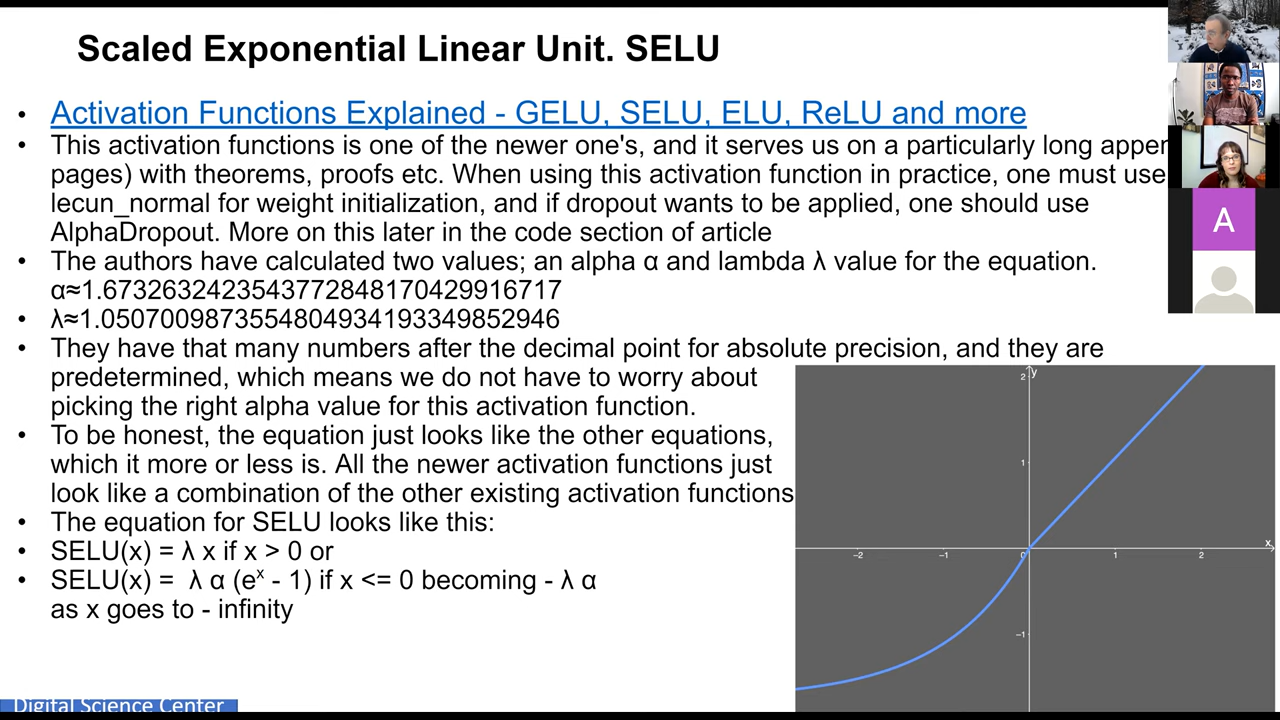 Scaled Exponential Linear Unit. SELU
• Activation Functions Explained - GELU, SELU, ELU, ReLU and more
• This activation functions is one of the newer one's, and it serves us on a particularly long
pages) with theorems, proofs etc. When using this activation function in practice, one must use
lecun_normal for weight initialization, and if dropout wants to be applied, one should use
AlphaDropout. More on this later in the code section of article
• The authors have calculated two values; an alpha α and lambda λ value for the equation.
α≈1.6732632423543772848170429916717
• λ≈1.0507009873554804934193349852946
• They have that many numbers after the decimal point for absolute precision, and they are
predetermined, which means we do not have to worry about
picking the right alpha value for this activation function.
• To be honest, the equation just looks like the other equations,
which it more or less is. All the newer activation functions just
look like a combination of the other existing activation functions
• The equation for SELU looks like this:
• SELU(x) = λ x if x > 0 or
• SELU(x) = λ α (eˣ - 1) if x <= 0 becoming - λ α
as x goes to - infinity
Digital Science Center
A
y
2
1
x
−2 −1 0 1 2
−1